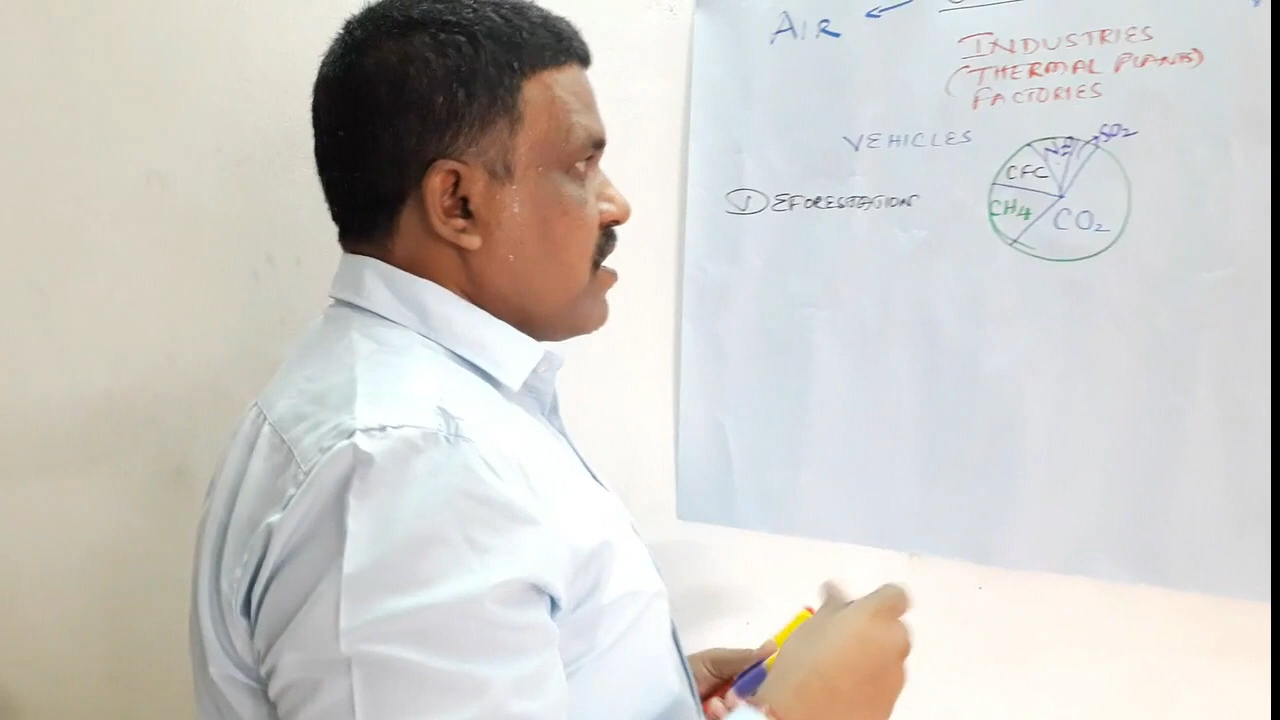 AIR
INDUSTRIES
(THERMAL PLANTS)
FACTORIES
VEHICLES
SO2
CFC
DEFORESTATION
CH4
CO2